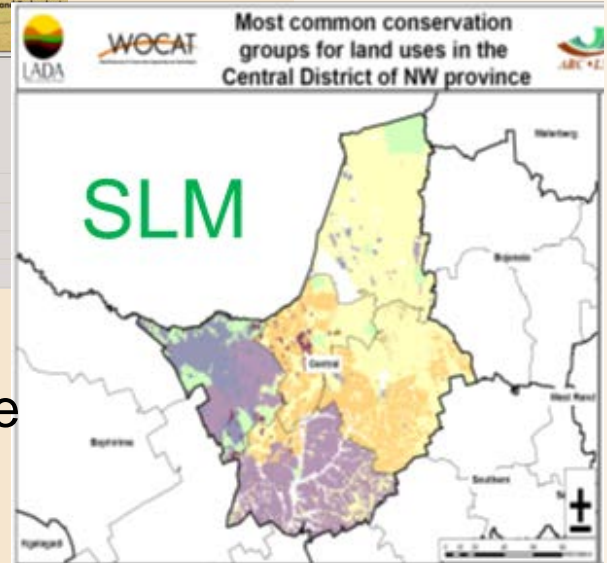 Most common conservation
groups for land uses in the
Central District of NW province
LADA
WOCAT
SLM
Waterberg
Bojanala
Central
West Rand
Southern
e
+